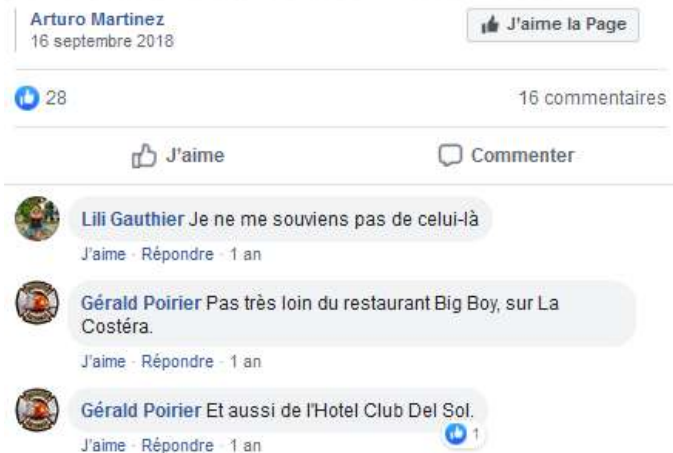 Arturo Martinez
16 septembre 2018
J'aime la Page
28
16 commentaires
J'aime
Commenter
Lili Gauthier Je ne me souviens pas de celui-là
J'aime · Répondre · 1 an
Gérald Poirier Pas très loin du restaurant Big Boy, sur La
Costéra.
J'aime · Répondre · 1 an
Gérald Poirier Et aussi de l'Hotel Club Del Sol.
1
J'aime · Répondre · 1 an